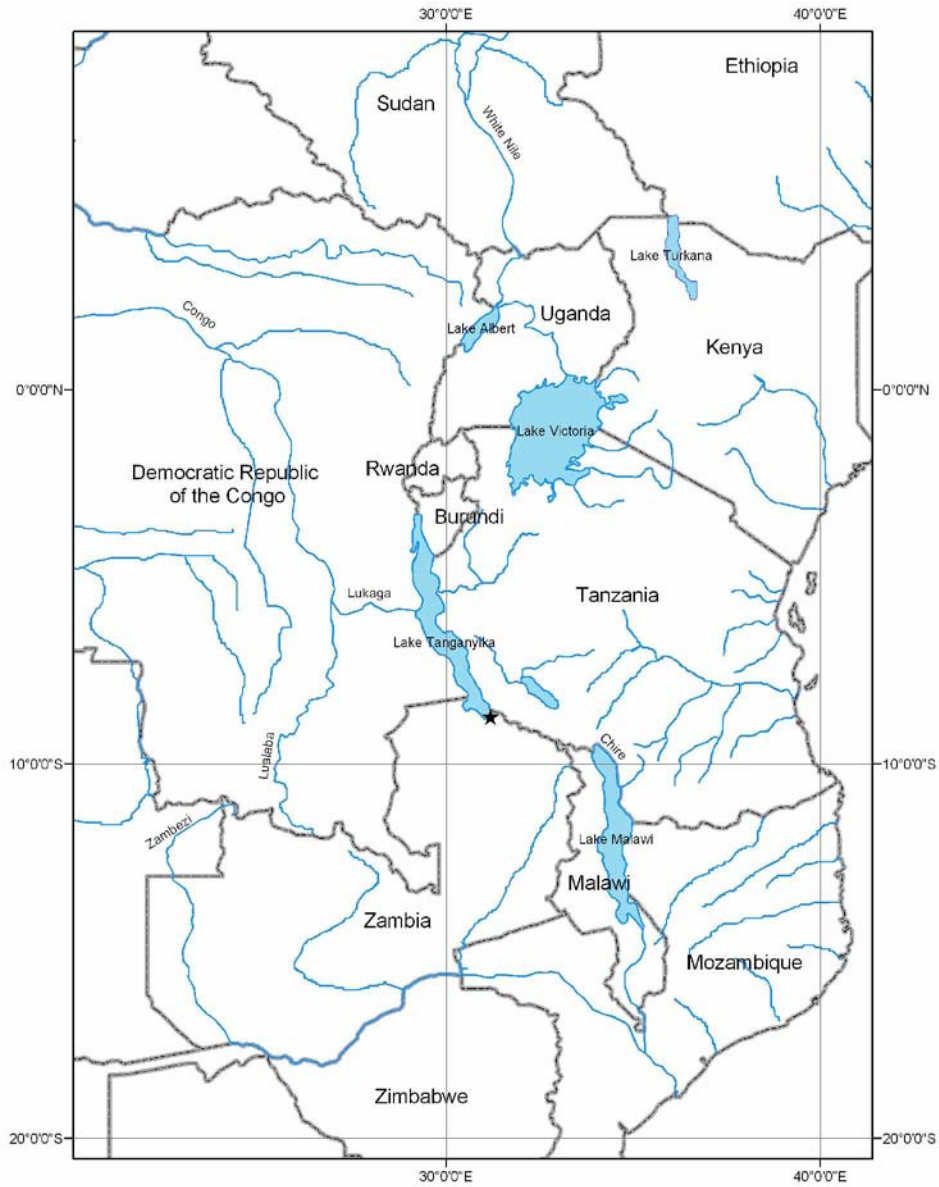 30°0'0"E 40°0'0"E
Ethiopia
Sudan
White Nile
Lake Turkana
Congo
Uganda
Lake Albert
Kenya
0°0'0"N 0°0'0"N
Lake Victoria
Democratic Republic
of the Congo
Rwanda
Burundi
Lukaga
Tanzania
Lake Tanganyika
Chire
Lualaba
10°0'0"S 10°0'0"S
Zambezi
Lake Malawi
Malawi
Zambia
Mozambique
Zimbabwe
20°0'0"S 20°0'0"S
30°0'0"E 40°0'0"E